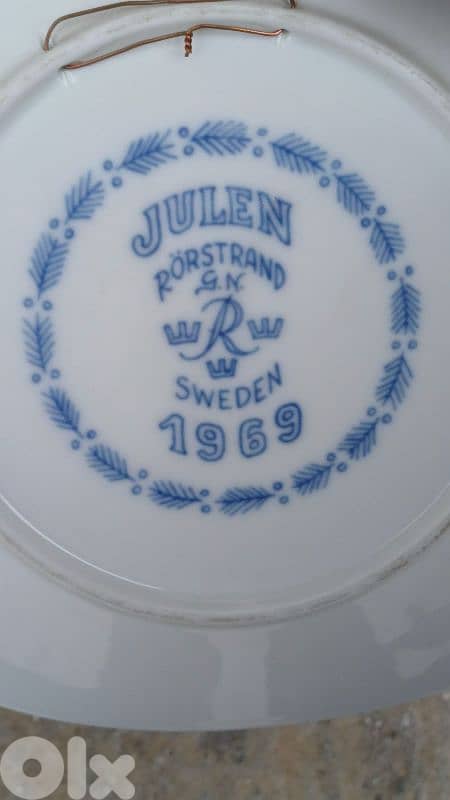 JULEN
RÖRSTRAND
G.N.
R
SWEDEN
1969
Olx